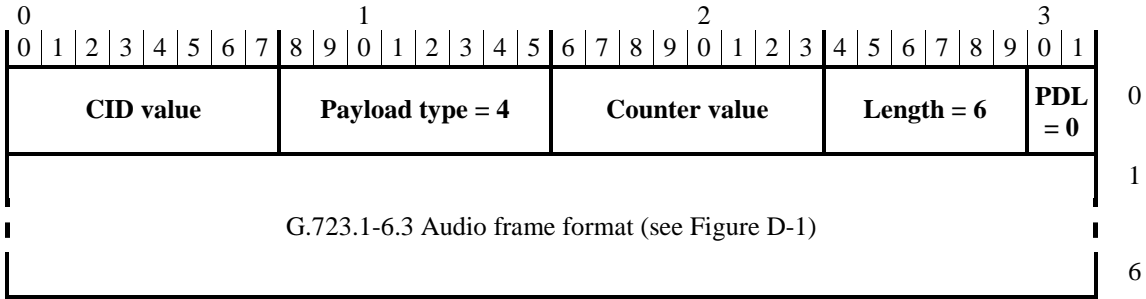 0 1 2 3
0 1 2 3 4 5 6 7 8 9 0 1 2 3 4 5 6 7 8 9 0 1 2 3 4 5 6 7 8 9 0 1
CID value Payload type = 4 Counter value Length = 6 PDL = 0 0
1
G.723.1-6.3 Audio frame format (see Figure D-1)
6